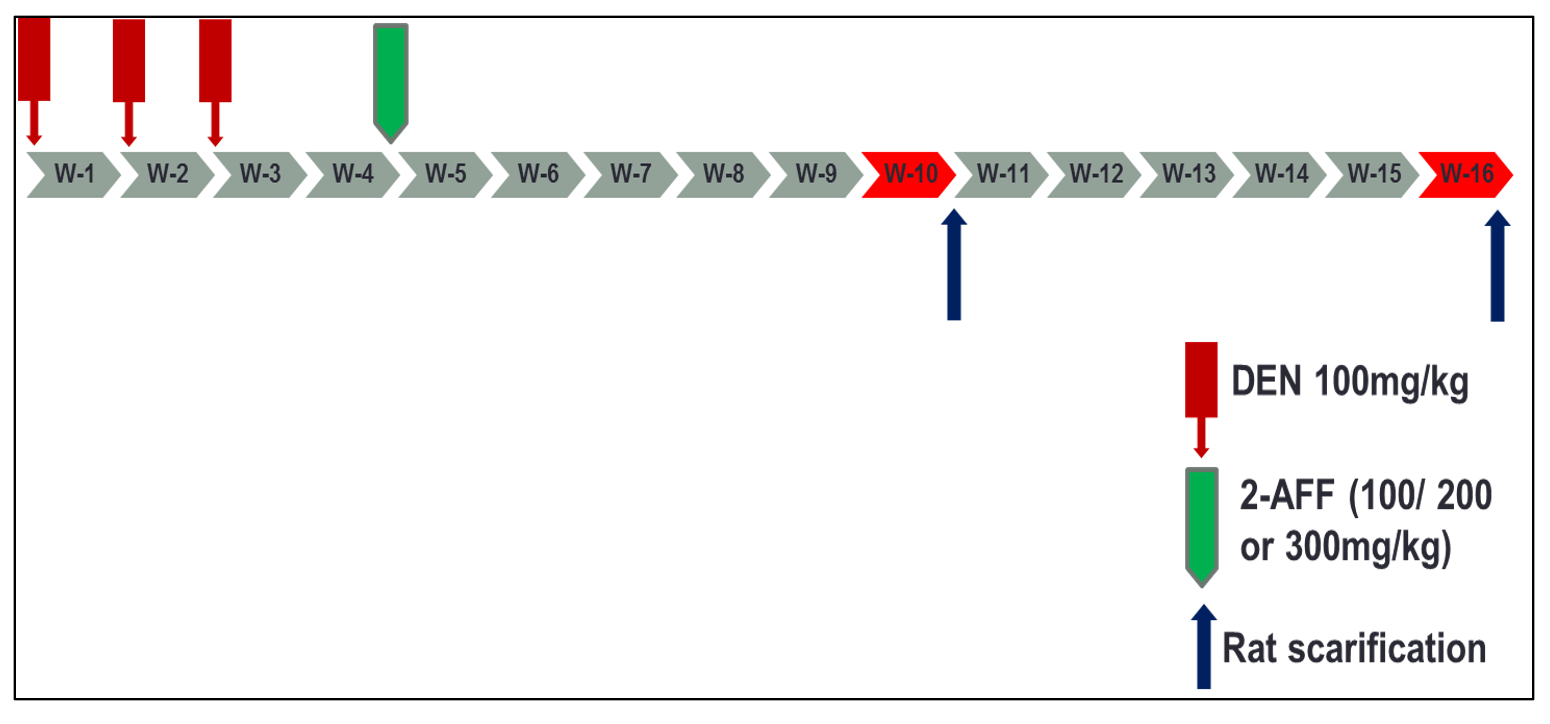 W-1 W-2 W-3 W-4 W-5 W-6 W-7 W-8 W-9 W-10 W-11 W-12 W-13 W-14 W-15 W-16
DEN 100mg/kg
2-AFF (100/ 200
or 300mg/kg)
Rat scarification